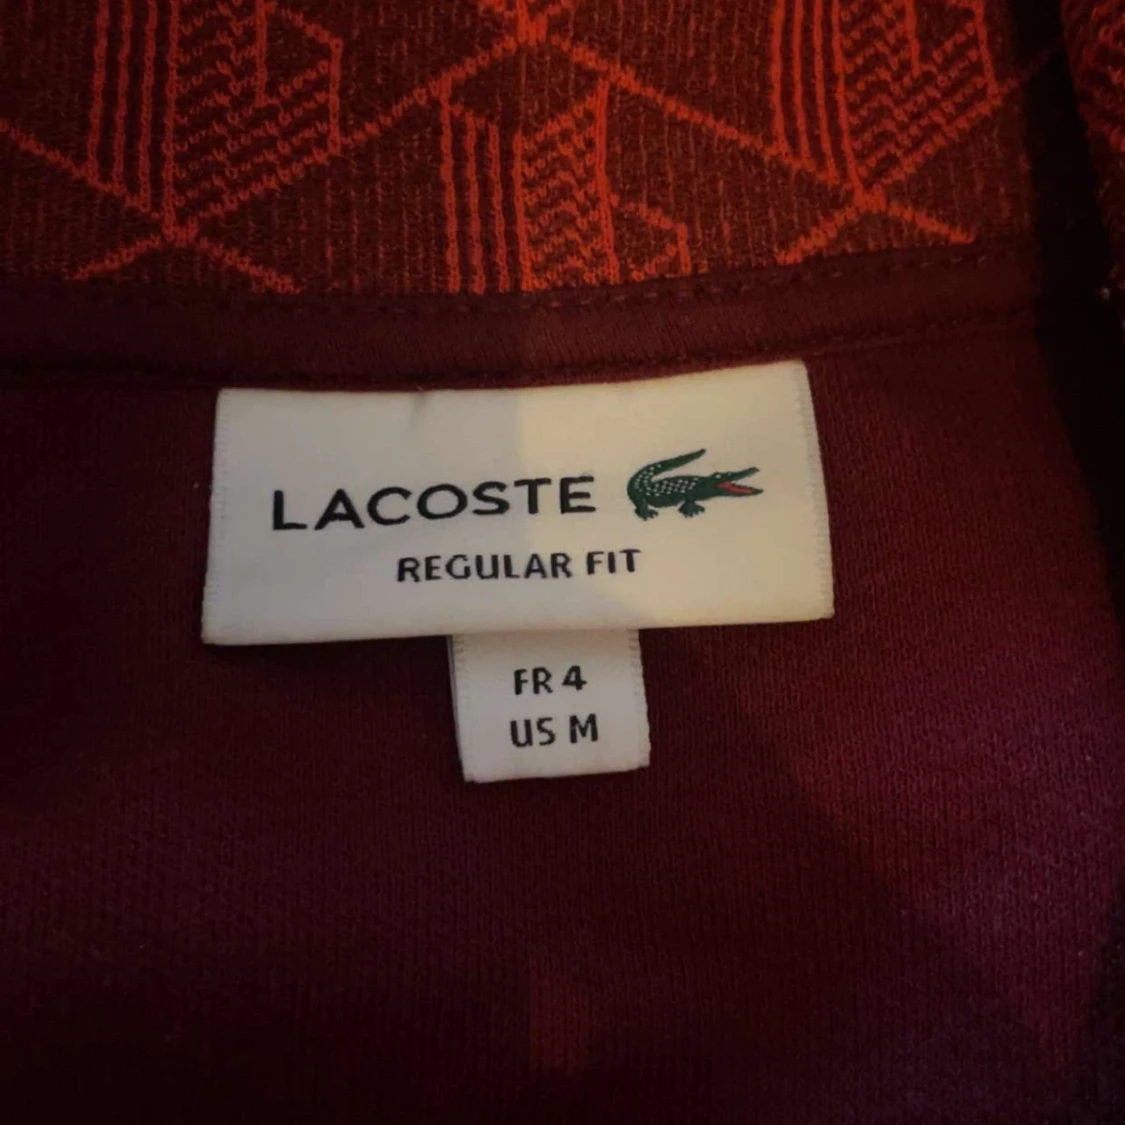 LACOSTE
REGULAR FIT
FR 4
US M